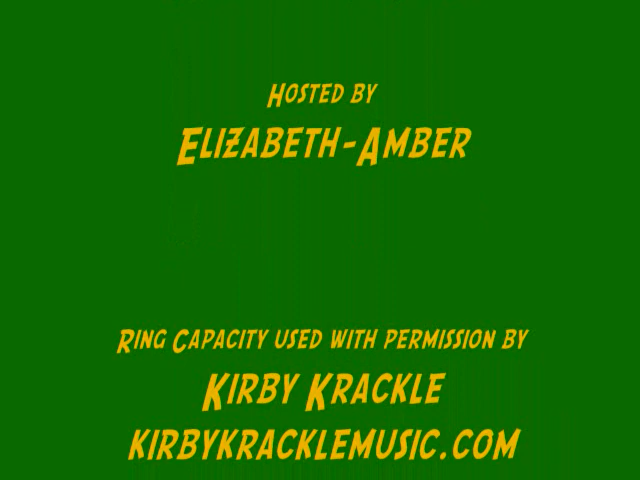 Hosted by
Elizabeth-Amber
Ring Capacity used with permission by
Kirby Krackle
kirbykracklemusic.com